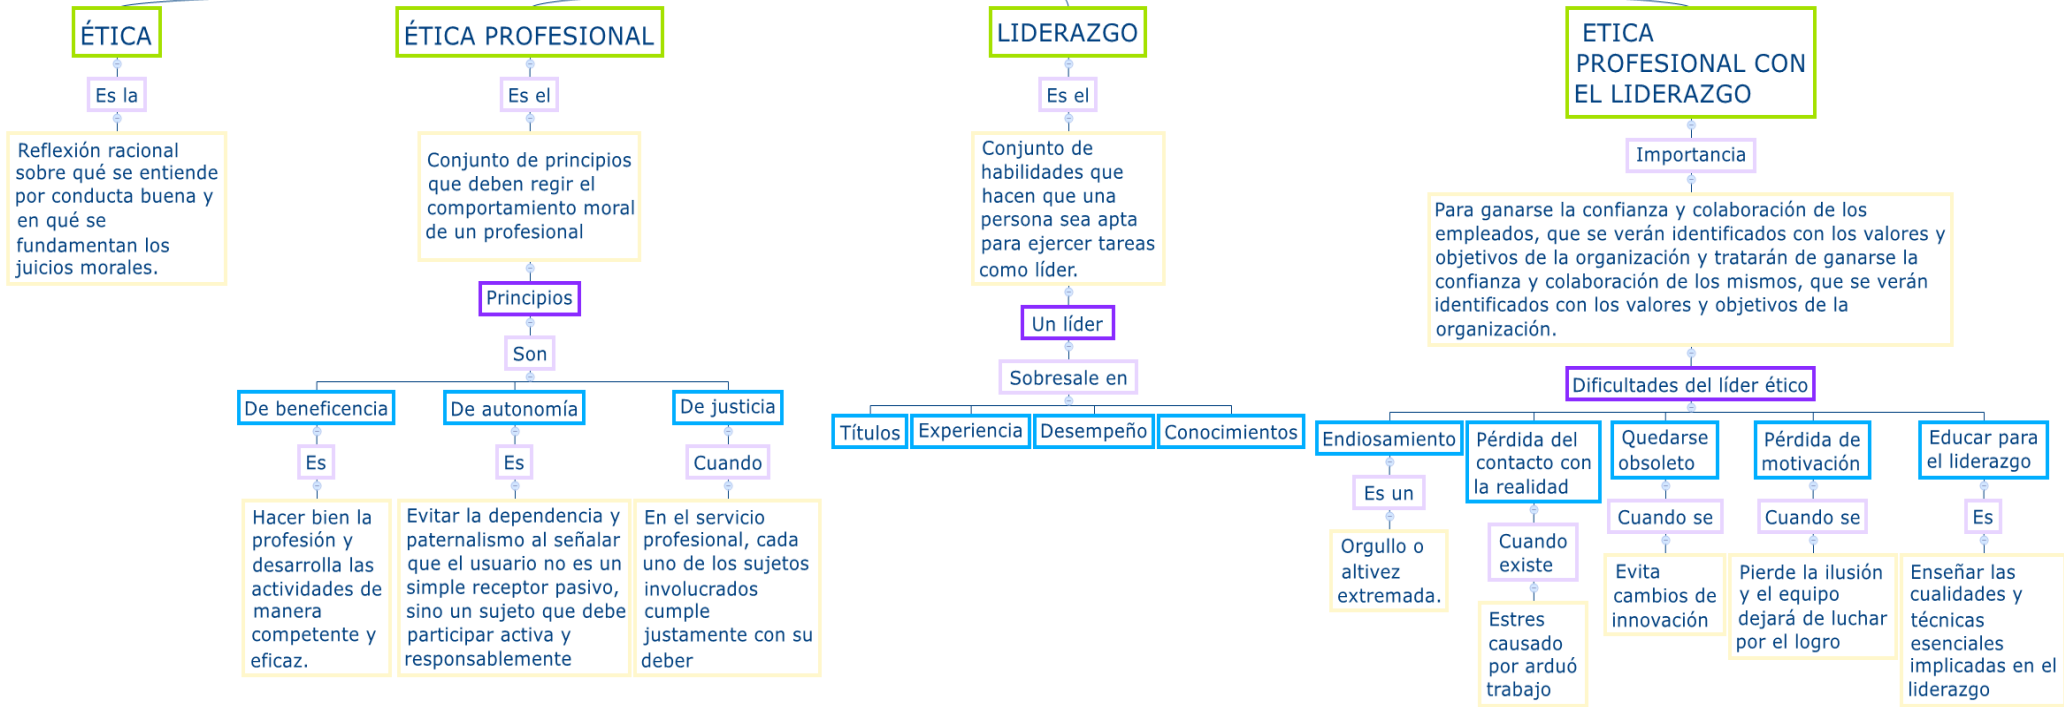 ÉTICA
Es la
Reflexión racional
sobre qué se entiende
por conducta buena y
en qué se
fundamentan los
juicios morales.
ÉTICA PROFESIONAL
Es el
Conjunto de principios
que deben regir el
comportamiento moral
de un profesional
Principios
Son
De beneficencia
Es
Hacer bien la
profesión y
desarrolla las
actividades de
manera
competente y
eficaz.
De autonomía
Es
Evitar la dependencia y
paternalismo al señalar
que el usuario no es un
simple receptor pasivo,
sino un sujeto que debe
participar activa y
responsablemente
De justicia
Cuando
En el servicio
profesional, cada
uno de los sujetos
involucrados
cumple
justamente con su
deber
LIDERAZGO
Es el
Conjunto de
habilidades que
hacen que una
persona sea apta
para ejercer tareas
como líder.
Un líder
Sobresale en
Títulos
Experiencia
Desempeño
Conocimientos
ETICA
PROFESIONAL CON
EL LIDERAZGO
Importancia
Para ganarse la confianza y colaboración de los
empleados, que se verán identificados con los valores y
objetivos de la organización y tratarán de ganarse la
confianza y colaboración de los mismos, que se verán
identificados con los valores y objetivos de la
organización.
Dificultades del líder ético
Endiosamiento
Es un
Orgullo o
altivez
extremada.
Pérdida del
contacto con
la realidad
Cuando
existe
Estres
causado
por arduó
trabajo
Quedarse
obsoleto
Cuando se
Evita
cambios de
innovación
Pérdida de
motivación
Cuando se
Pierde la ilusión
y el equipo
dejará de luchar
por el logro
Educar para
el liderazgo
Es
Enseñar las
cualidades y
técnicas
esenciales
implicadas en el
liderazgo